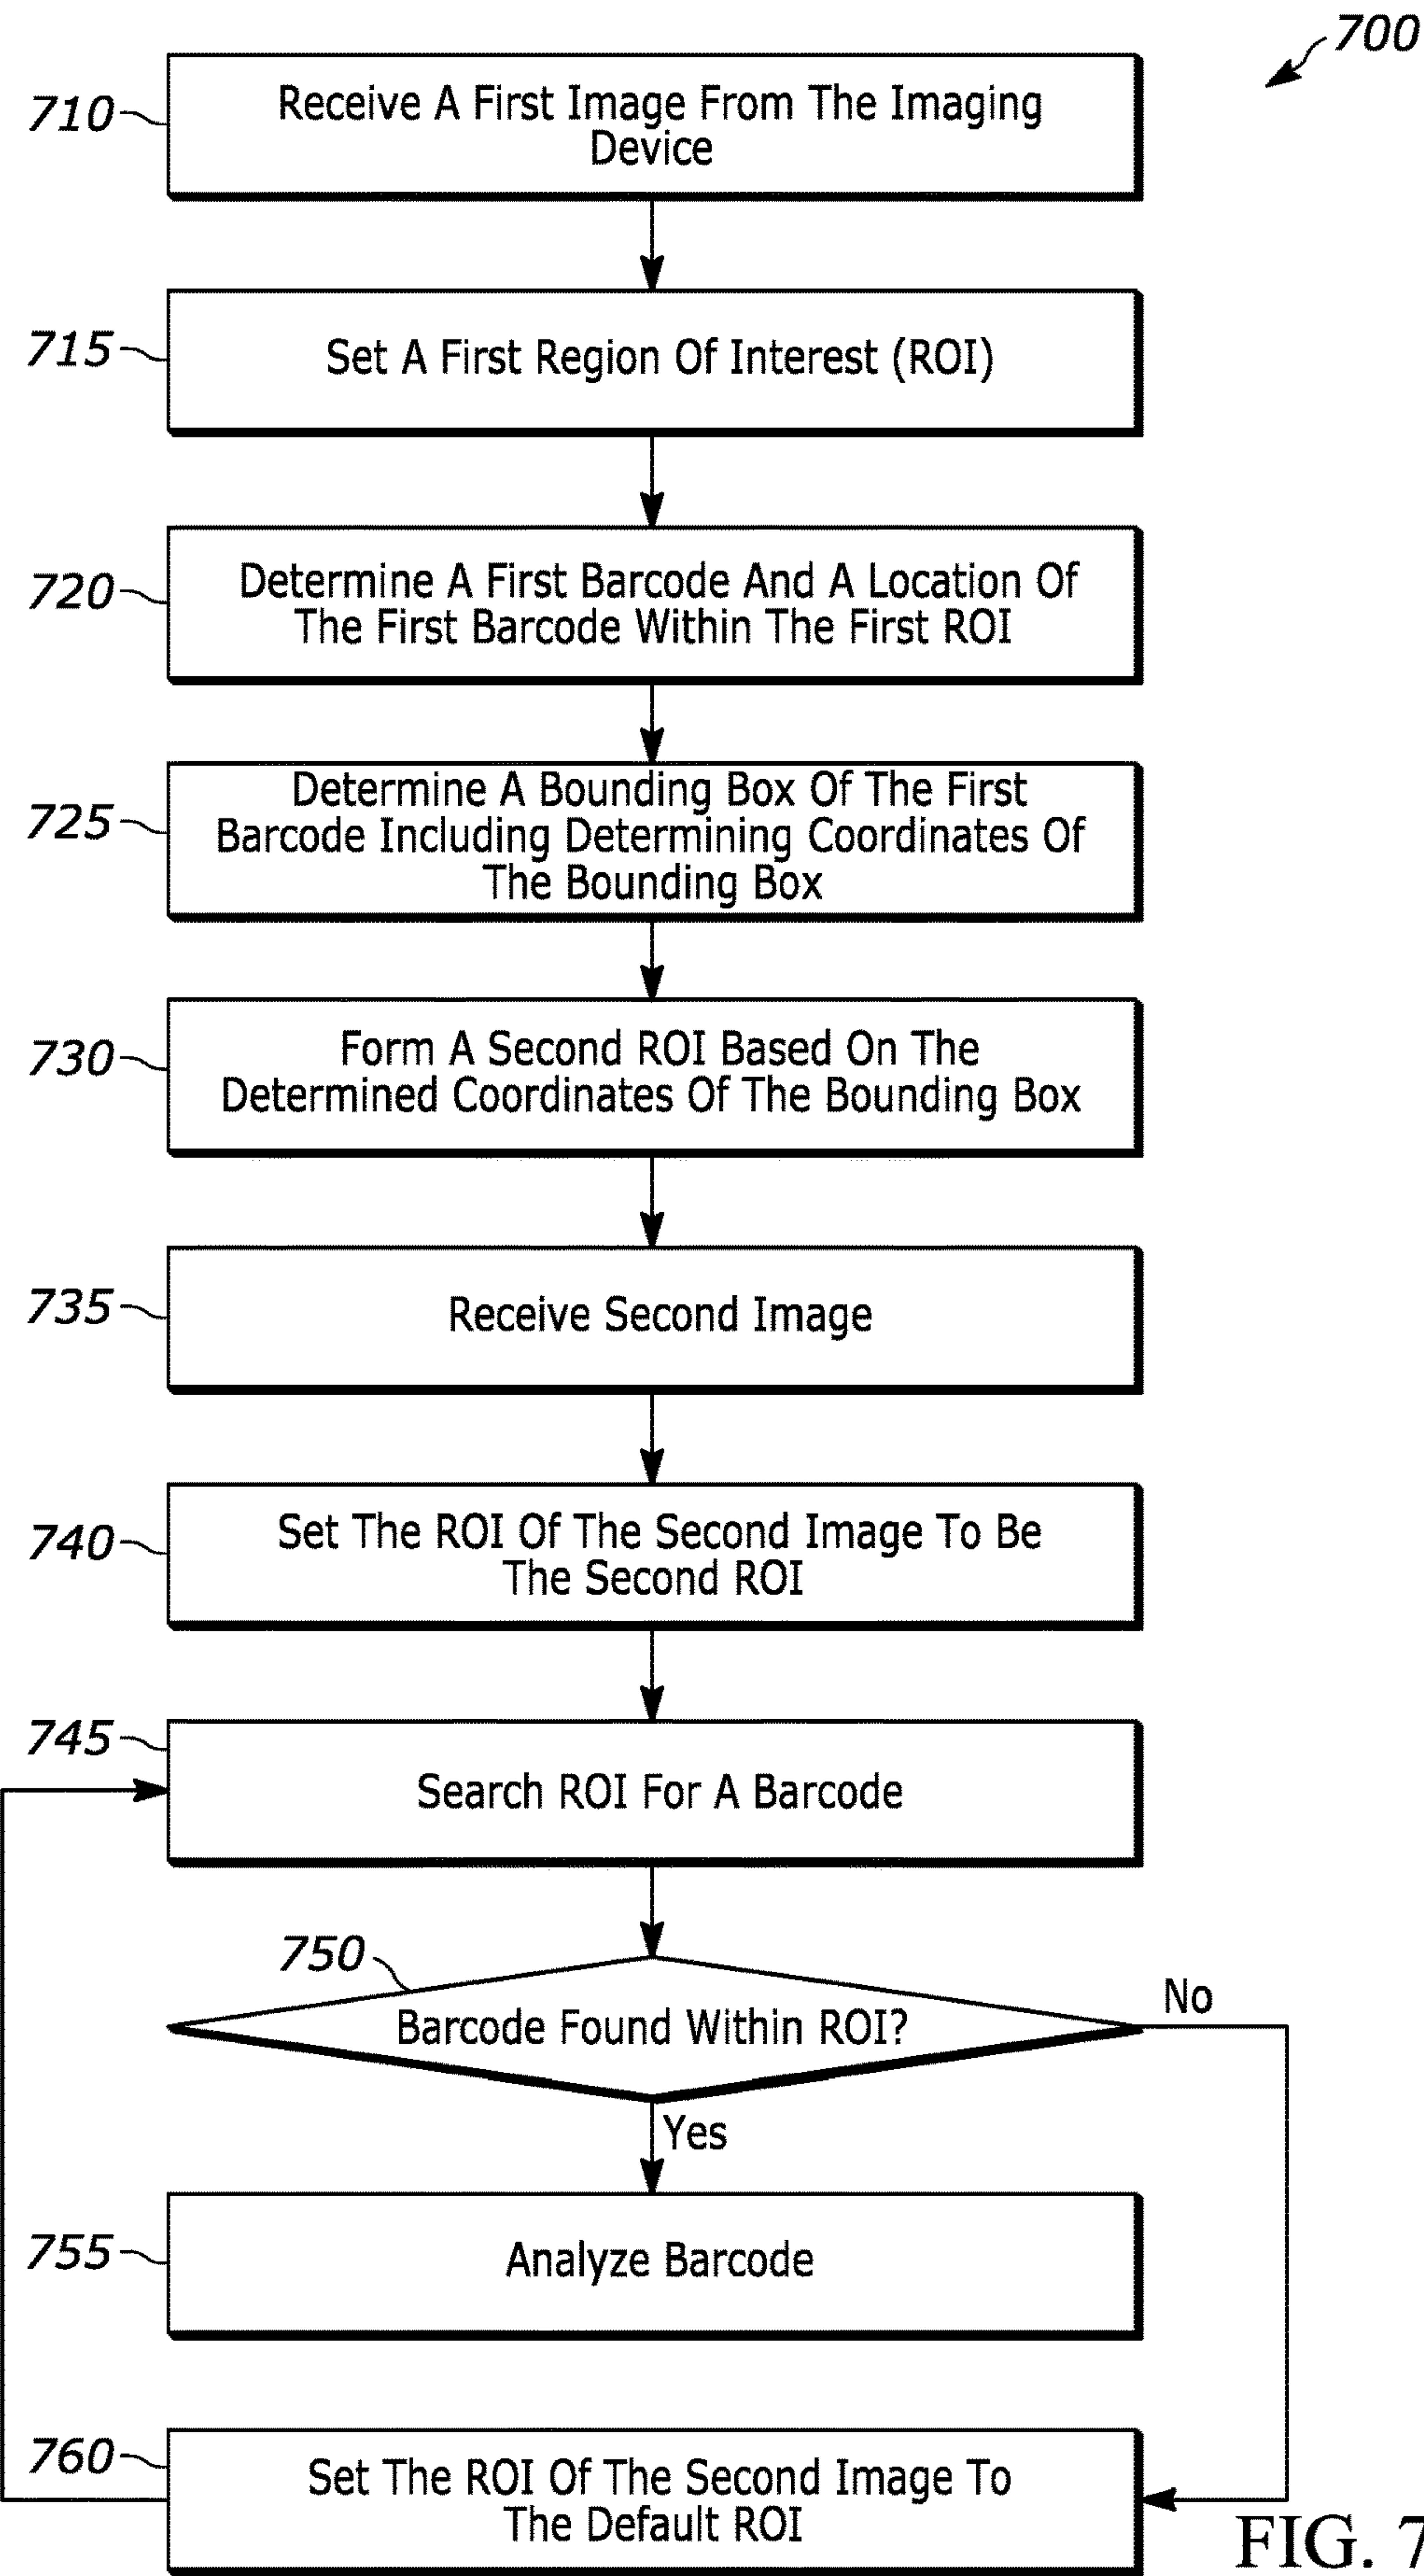 700
710
Receive A First Image From The Imaging
Device
715
Set A First Region Of Interest (ROI)
720
Determine A First Barcode And A Location Of
The First Barcode Within The First ROI
725
Determine A Bounding Box Of The First
Barcode Including Determining Coordinates Of
The Bounding Box
730
Form A Second ROI Based On The
Determined Coordinates Of The Bounding Box
735
Receive Second Image
740
Set The ROI Of The Second Image To Be
The Second ROI
745
Search ROI For A Barcode
750
Barcode Found Within ROI?
No
Yes
755
Analyze Barcode
760
Set The ROI Of The Second Image To
The Default ROI
FIG. 7